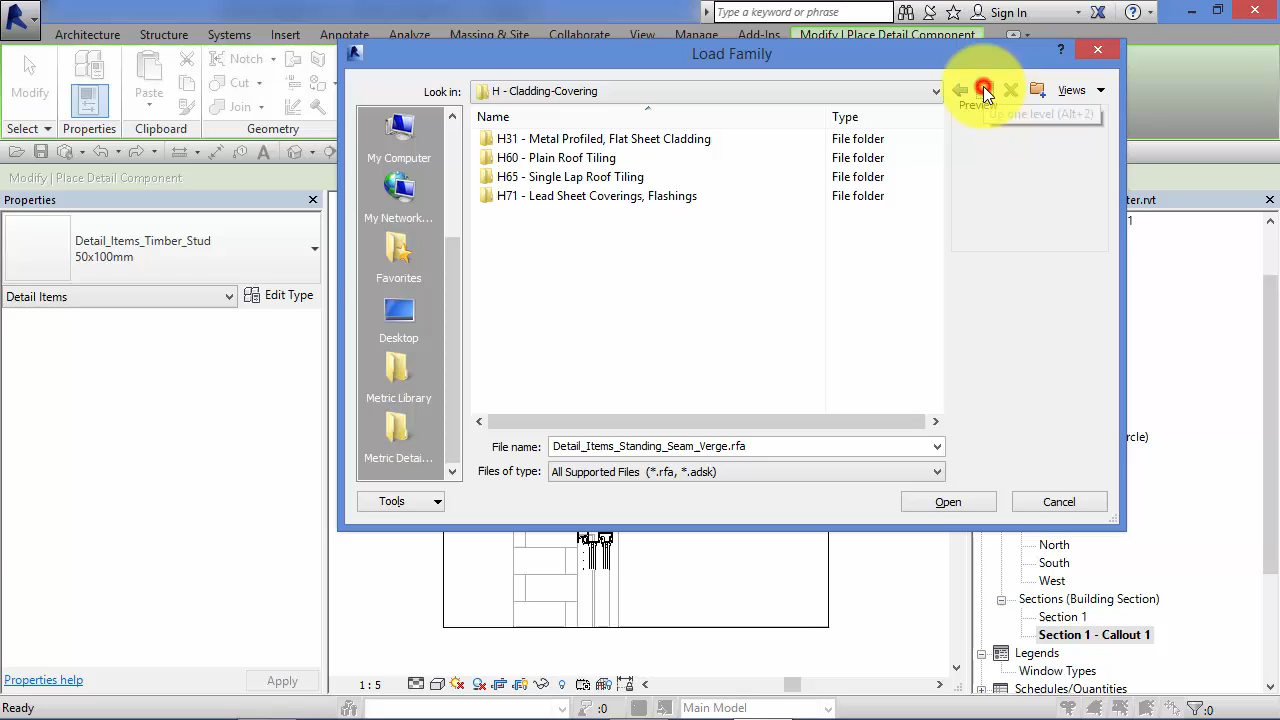 Type a keyword or phrase
Sign In
Architecture
Structure
Systems
Insert
Annotate
Analyze
Massing & Site
Collaborate
View
Manage
Add-Ins
Modify | Place Detail Component
Modify
Properties
Paste
Notch
Cut
Join
Select
Properties
Clipboard
Geometry
Modify | Place Detail Component
Properties
Detail_Items_Timber_Stud
50x100mm
Detail Items
Edit Type
Properties help
Apply
Load Family
Look in:
H - Cladding-Covering
Views
Preview
Up one level (Alt+2)
Name
Type
H31 - Metal Profiled, Flat Sheet Cladding
File folder
H60 - Plain Roof Tiling
File folder
H65 - Single Lap Roof Tiling
File folder
H71 - Lead Sheet Coverings, Flashings
File folder
My Computer
My Network...
Favorites
Desktop
Metric Library
Metric Detai...
File name:
Detail_Items_Standing_Seam_Verge.rfa
Files of type:
All Supported Files (*.rfa, *.adsk)
Tools
Open
Cancel
ter.rvt
1
rcle)
North
South
West
Sections (Building Section)
Section 1
Section 1 - Callout 1
Legends
Window Types
Schedules/Quantities
1 : 5
Ready
:0
Main Model
:0